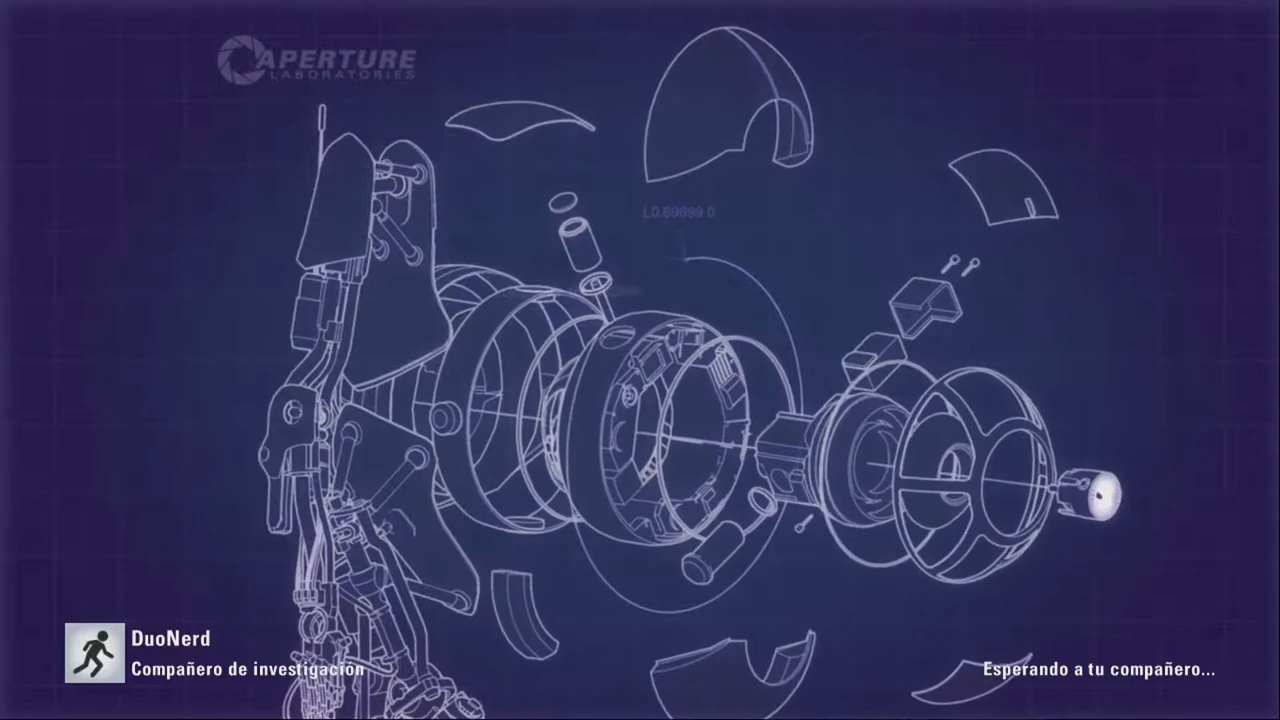 APERTURE
LABORATORIES
DuoNerd
Compañero de investigación
Esperando a tu compañero...